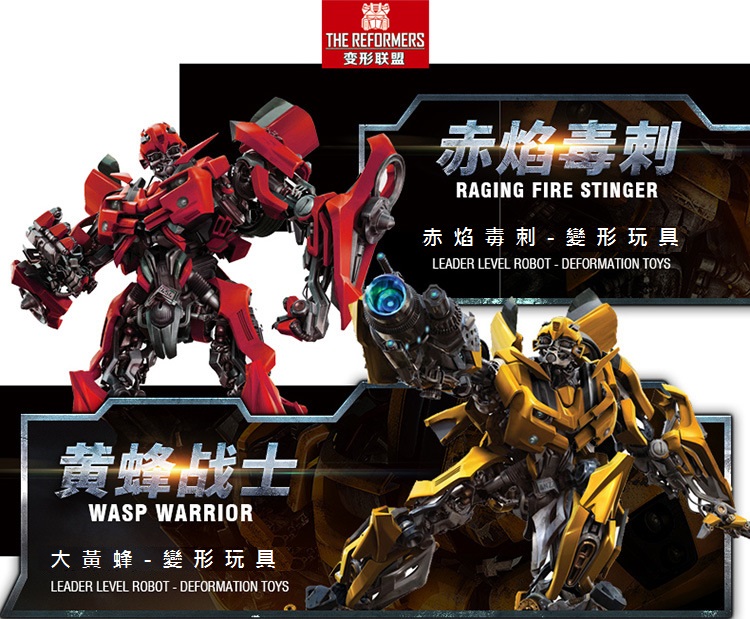 THE REFORMERS
变形联盟
赤焰毒刺
RAGING FIRE STINGER
赤焰毒刺-變形玩具
LEADER LEVEL ROBOT - DEFORMATION TOYS
黄蜂战士
WASP WARRIOR
大黃蜂-變形玩具
LEADER LEVEL ROBOT - DEFORMATION TOYS